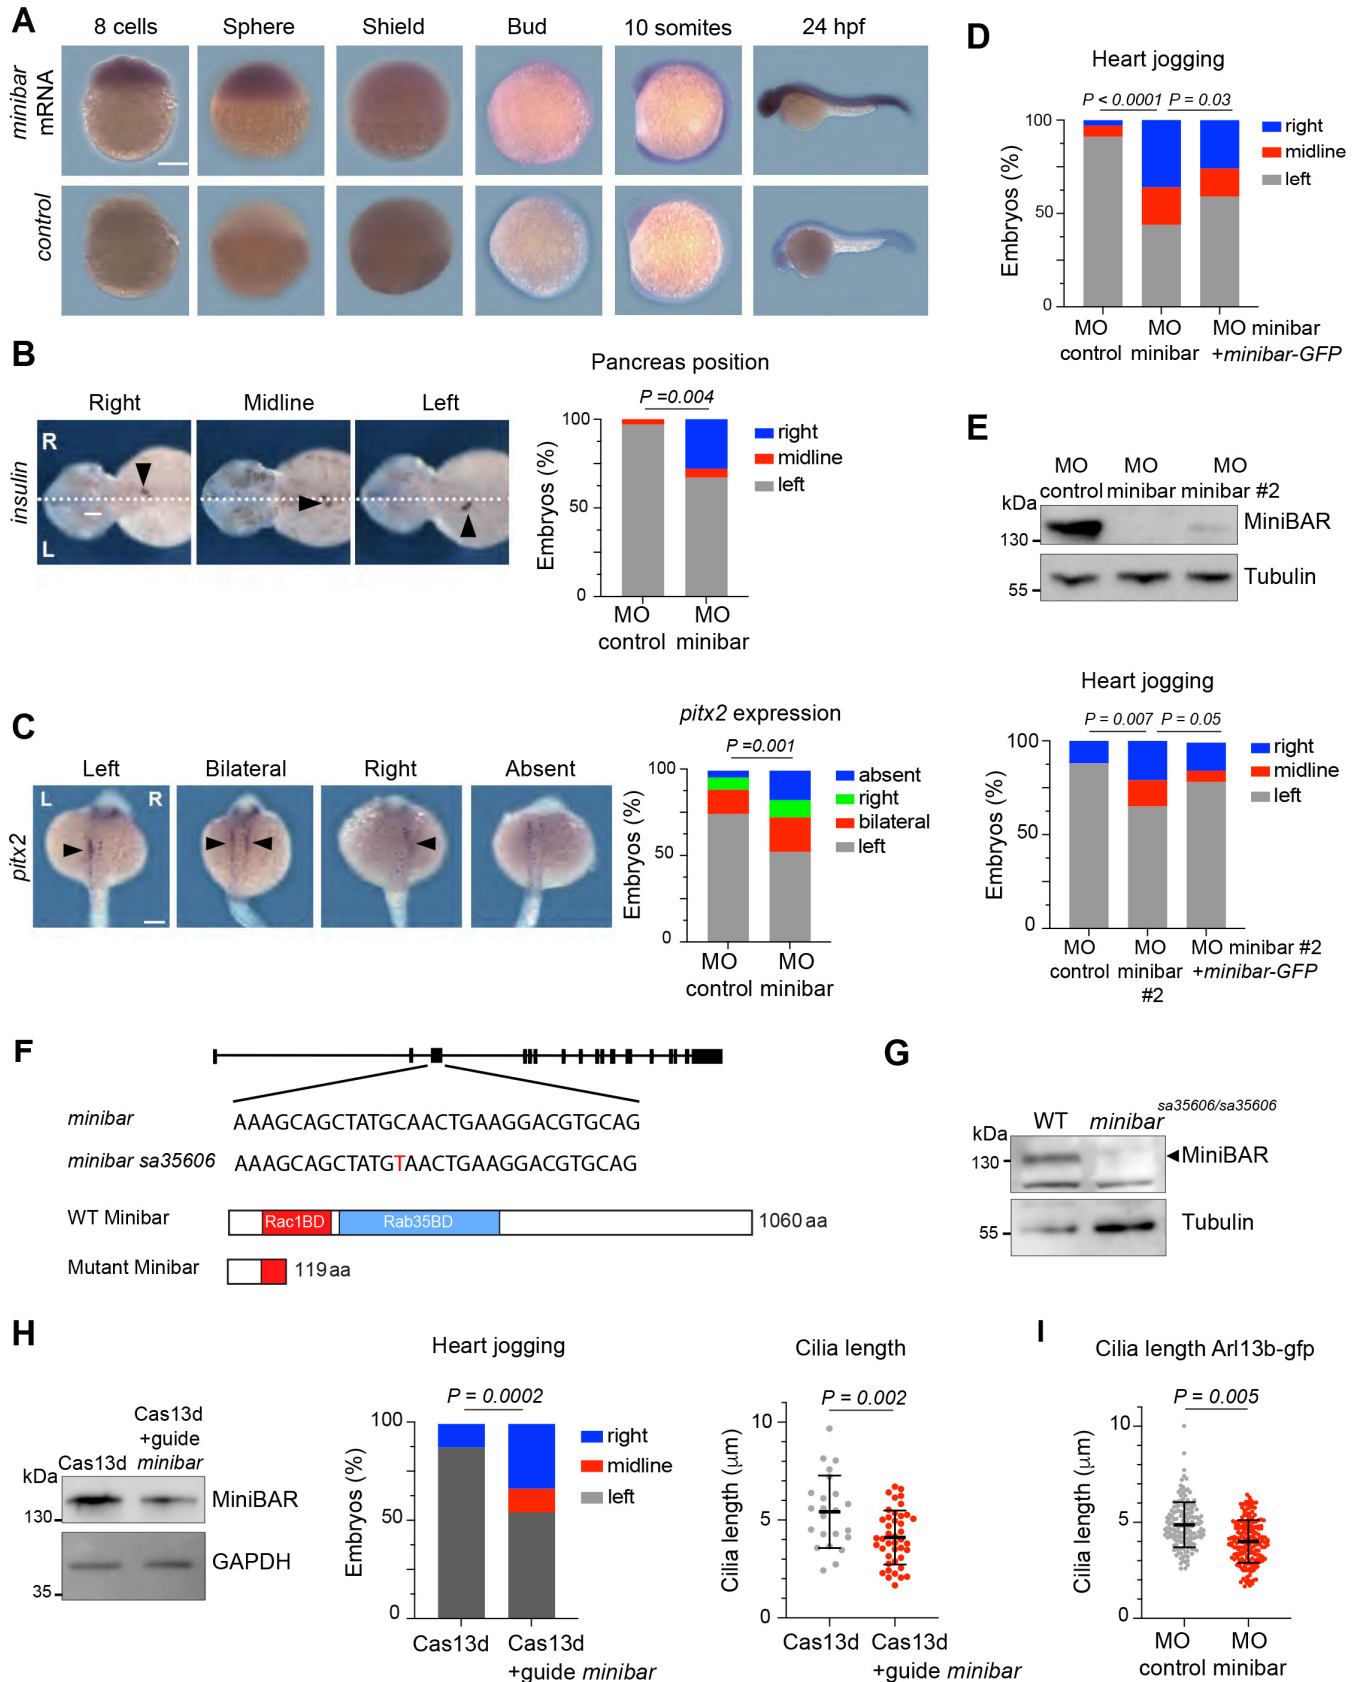 A
8 cells Sphere Shield Bud 10 somites 24 hpf
minibar
mRNA
control
B
Right Midline Left
insulin
R
L
Pancreas position
P =0.004
Embryos (%)
100
50
0
right
midline
left
MO control
MO minibar
C
Left Bilateral Right Absent
pitx2
L R
pitx2 expression
P =0.001
Embryos (%)
100
50
0
absent
right
bilateral
left
MO control
MO minibar
D
Heart jogging
P < 0.0001 P = 0.03
Embryos (%)
100
50
0
right
midline
left
MO control
MO minibar
MO minibar
+minibar-GFP
E
MO control
MO minibar
MO minibar #2
kDa
130
55
MiniBAR
Tubulin
Heart jogging
P = 0.007 P = 0.05
Embryos (%)
100
50
0
right
midline
left
MO control
MO minibar #2
MO minibar #2
+minibar-GFP
F
minibar AAAGCAGCTATGCAACTGAAGGACGTGCAG
minibar sa35606 AAAGCAGCTATGTAACTGAAGGACGTGCAG
WT Minibar Rac1BD Rab35BD 1060 aa
Mutant Minibar 119 aa
G
WT minibar sa35606/sa35606
kDa
130
55
MiniBAR
Tubulin
H
Cas13d
Cas13d
+guide
minibar
kDa
130
35
MiniBAR
GAPDH
Heart jogging
P = 0.0002
Embryos (%)
100
50
0
right
midline
left
Cas13d
Cas13d
+guide minibar
Cilia length
P = 0.002
Cilia length (μm)
10
5
0
Cas13d
Cas13d
+guide minibar
I
Cilia length Arl13b-gfp
P = 0.005
Cilia length (μm)
10
5
0
MO control
MO minibar